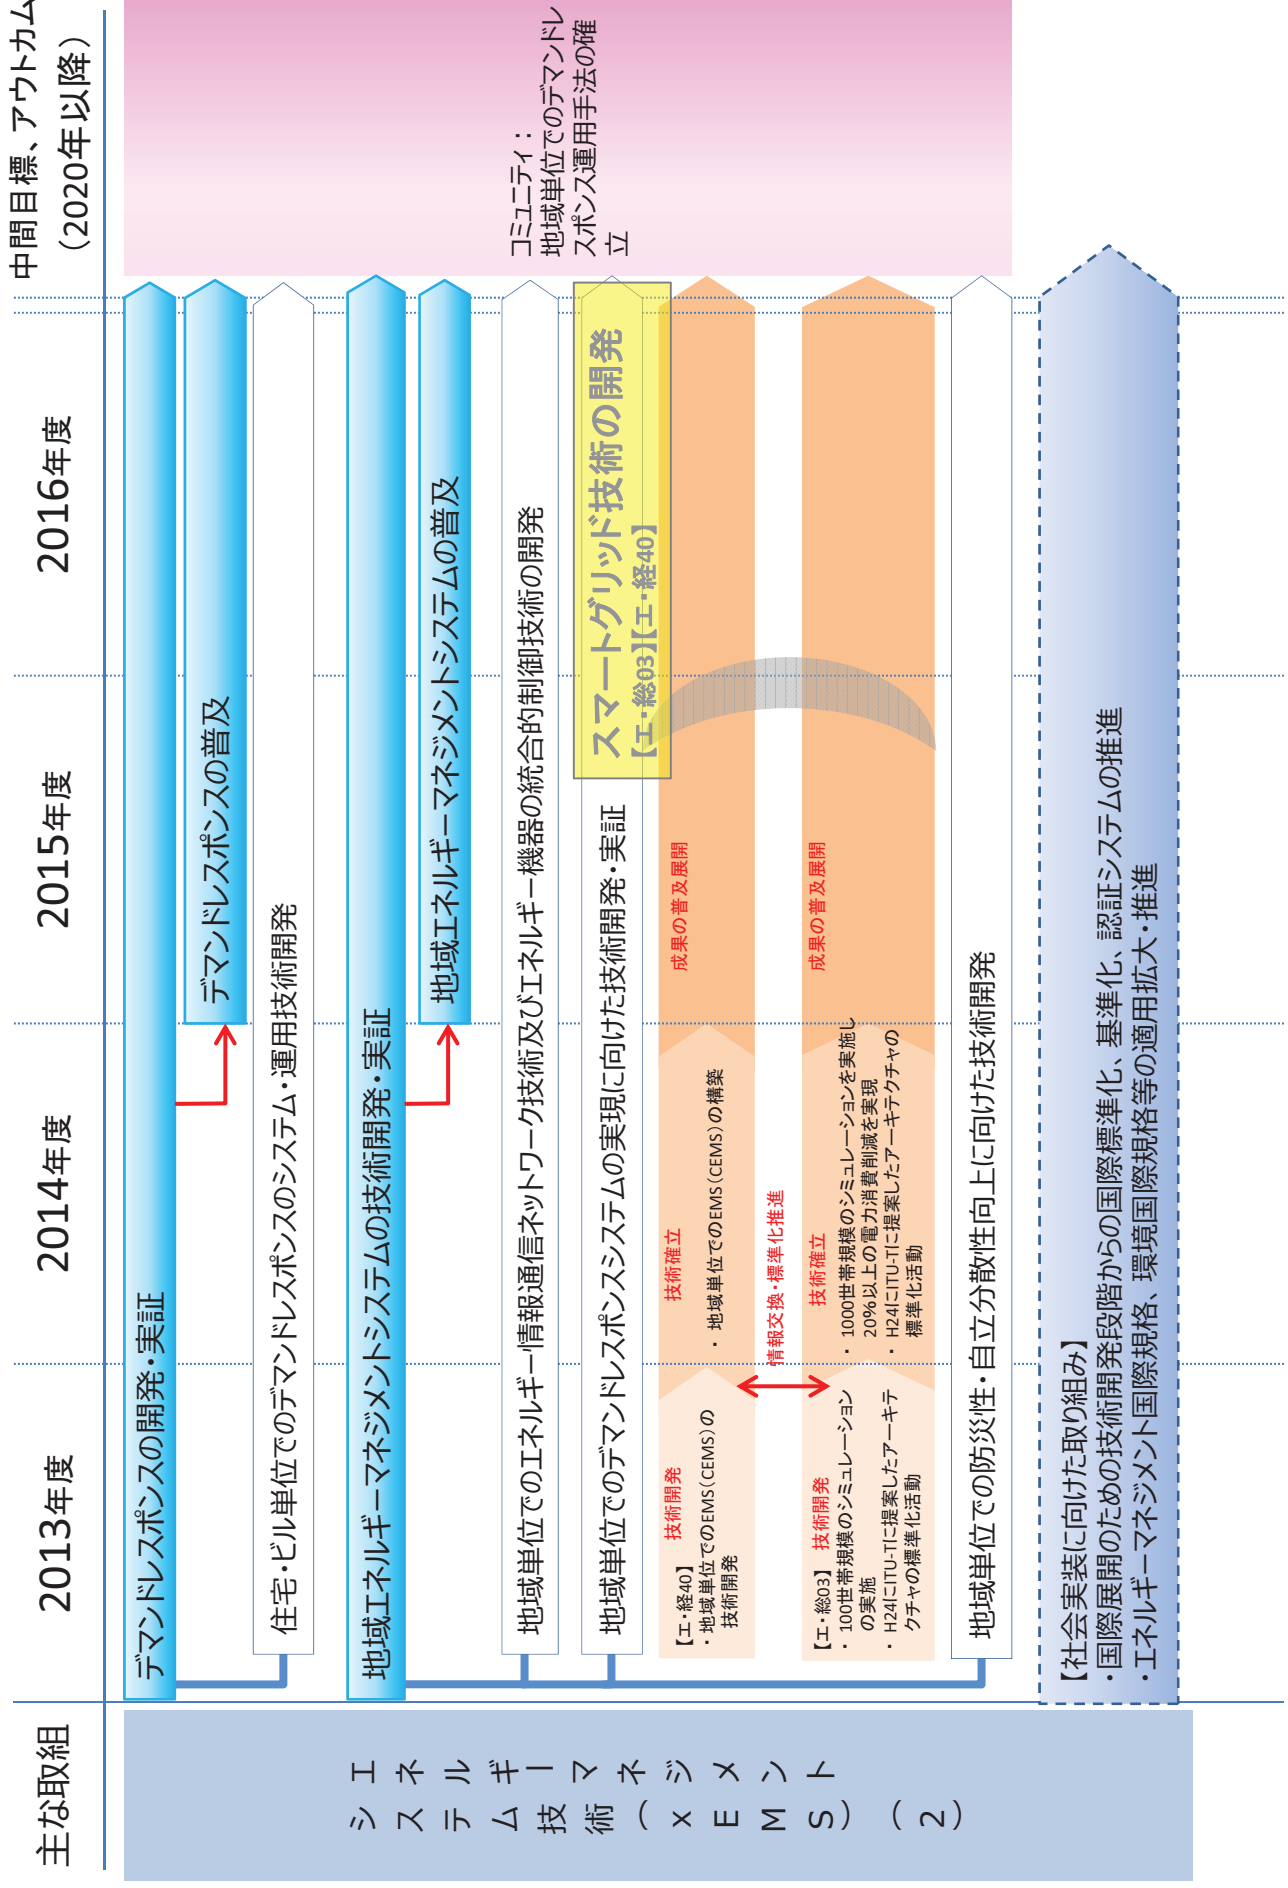 主な取組
2013年度
2014年度
2015年度
2016年度
中間目標、アウトカム
（2020年以降）
エネルギーマネジメント
システム技術（xEMS）（2）
デマンドレスポンスの開発・実証
デマンドレスポンスの普及
住宅・ビル単位でのデマンドレスポンスのシステム・運用技術開発
地域エネルギーマネジメントシステムの技術開発・実証
地域エネルギーマネジメントシステムの普及
地域単位でのエネルギー情報通信ネットワーク技術及びエネルギー機器の統合的制御技術の開発
地域単位でのデマンドレスポンスシステムの実現に向けた技術開発・実証
スマートグリッド技術の開発
【エ・総03】【エ・経40】
コミュニティ：
地域単位でのデマンドレ
スポンス運用手法の確
立
技術開発
【エ・経40】
・地域単位でのEMS（CEMS）の
技術開発
技術確立
・地域単位でのEMS（CEMS）の構築
成果の普及展開
情報交換・標準化推進
【エ・総03】 技術開発
・100世帯規模のシミュレーション
の実施
・H24にITU-Tに提案したアーキテ
クチャの標準化活動
技術確立
・1000世帯規模のシミュレーションを実施し
20%以上の電力消費削減を実現
・H24にITU-Tに提案したアーキテクチャの
標準化活動
成果の普及展開
地域単位での防災性・自立分散性向上に向けた技術開発
【社会実装に向けた取り組み】
・国際展開のための技術開発段階からの国際標準化、基準化、認証システムの推進
・エネルギーマネジメント国際規格、環境国際規格等の適用拡大・推進